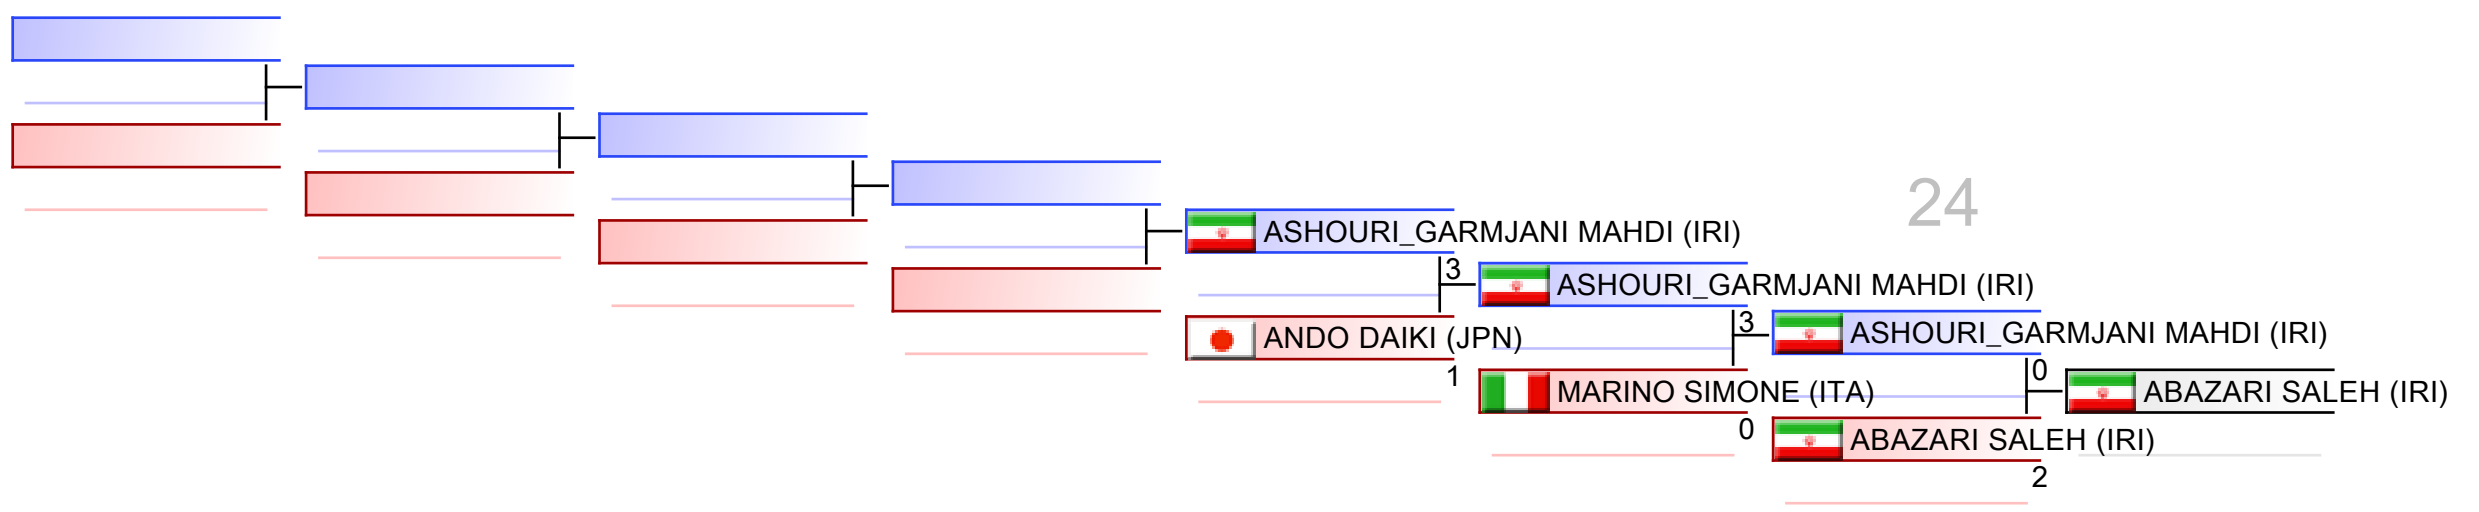 24
ASHOURI_GARMJANI MAHDI (IRI)
3
ASHOURI_GARMJANI MAHDI (IRI)
ANDO DAIKI (JPN)
1
3
ASHOURI_GARMJANI MAHDI (IRI)
MARINO SIMONE (ITA)
0
0
ABAZARI SALEH (IRI)
ABAZARI SALEH (IRI)
2